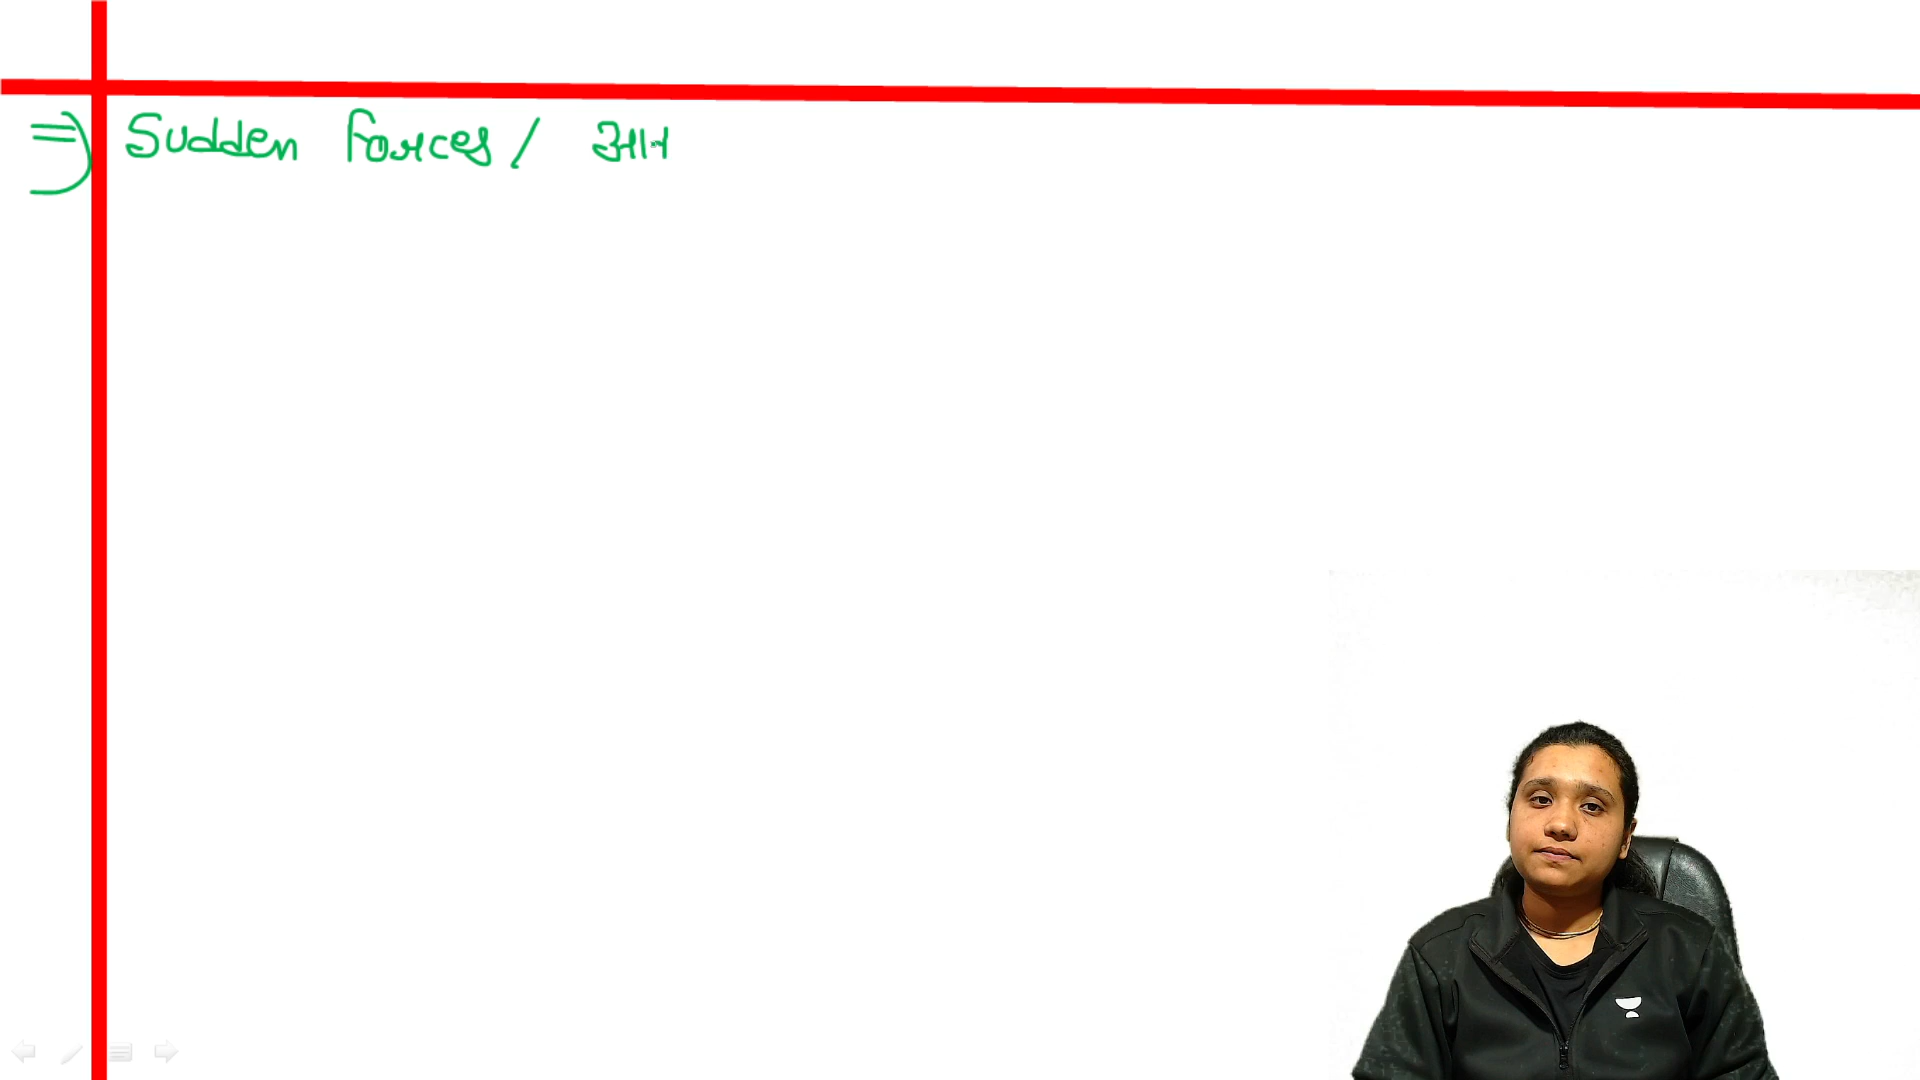 ⇒ Sudden forces / आन